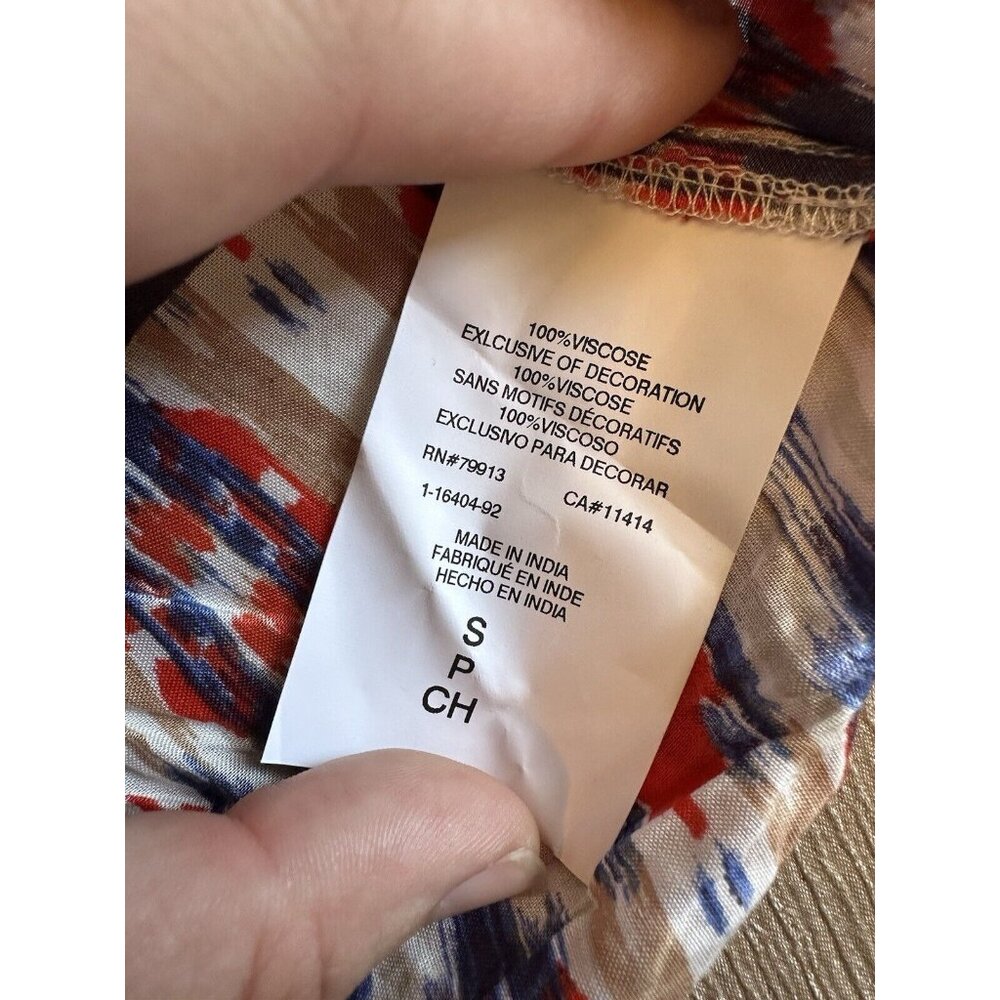 100%VISCOSE
EXLCUSIVE OF DECORATION
100%VISCOSE
SANS MOTIFS DÉCORATIFS
100%VISCOSO
EXCLUSIVO PARA DECORAR
RN#79913 CA#11414
1-16404-92
MADE IN INDIA
FABRIQUÉ EN INDE
HECHO EN INDIA
S
P
CH